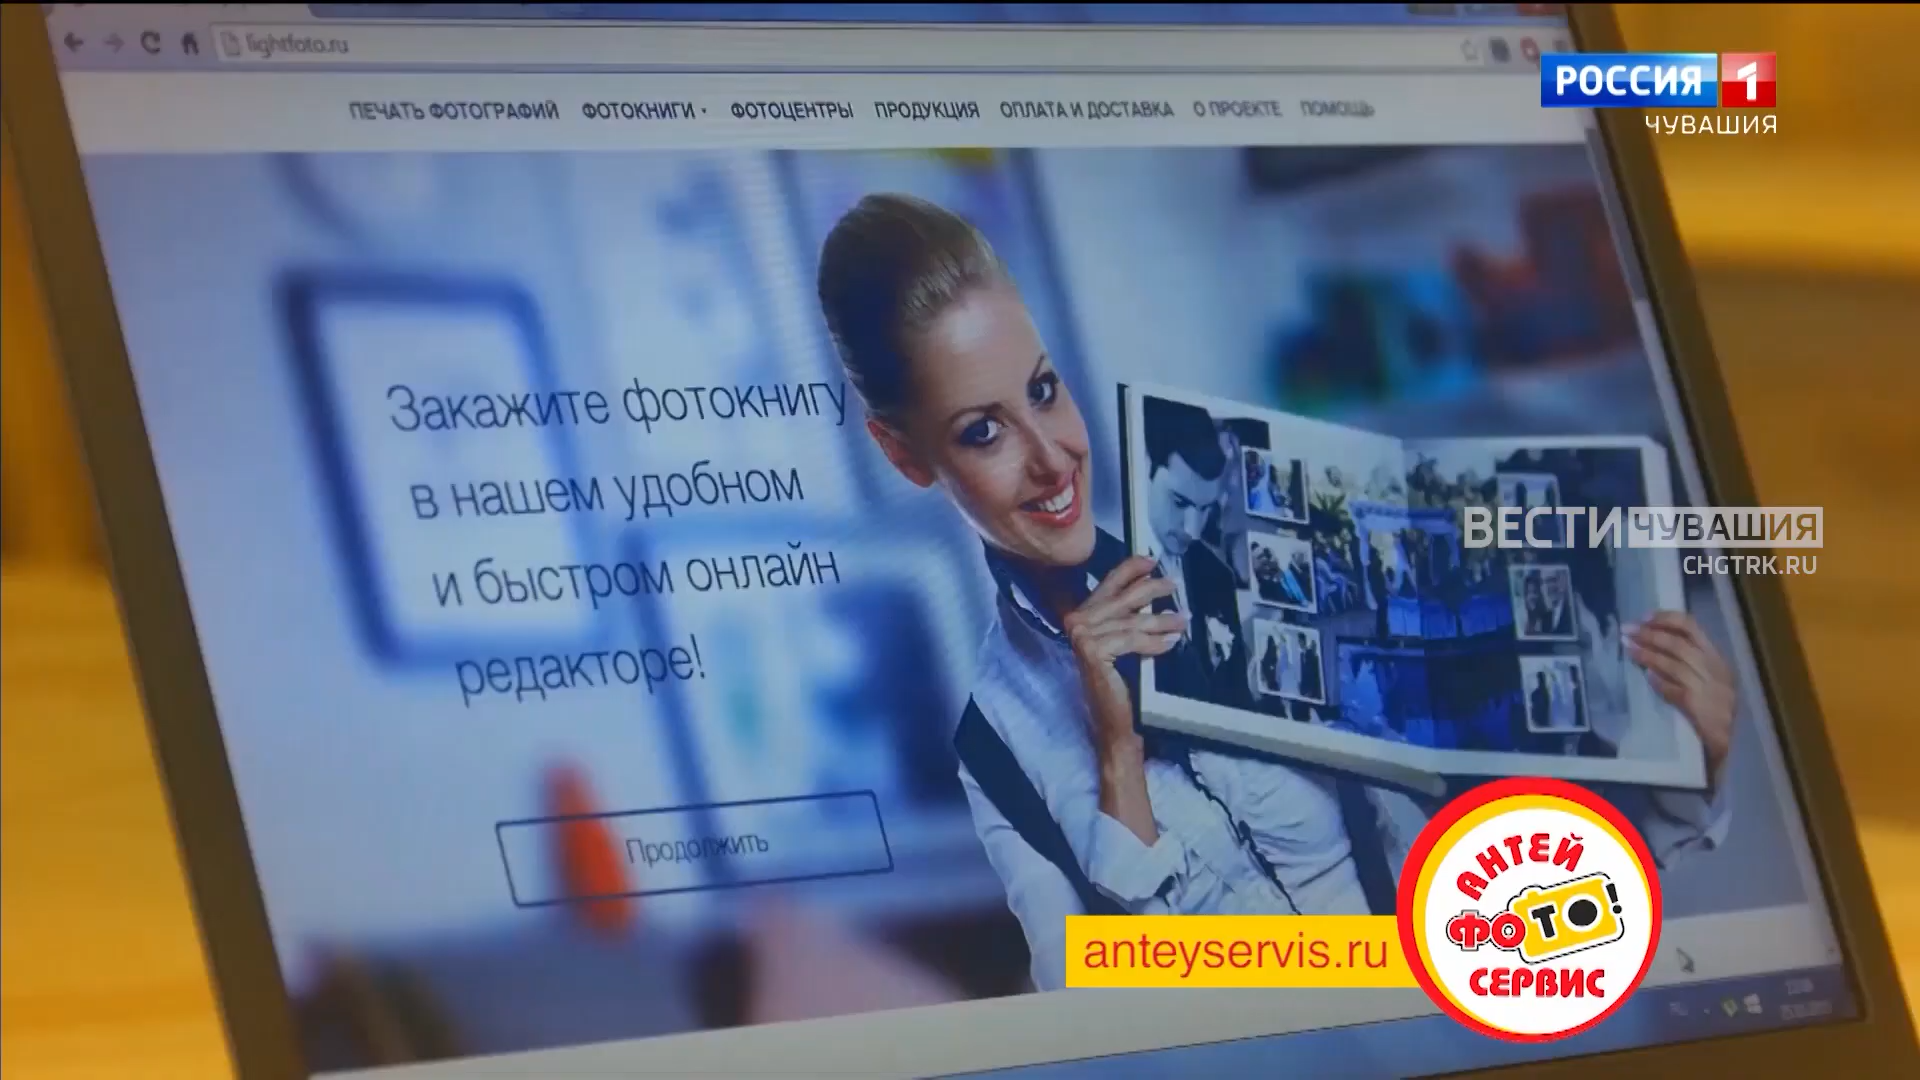 lightfoto.ru
ПЕЧАТЬ ФОТОГРАФИЙ ФОТОКНИГИ ФОТОЦЕНТРЫ ПРОДУКЦИЯ ОПЛАТА И ДОСТАВКА О ПРОЕКТЕ ПОМОЩЬ
РОССИЯ 1
ЧУВАШИЯ
Закажите фотокнигу
в нашем удобном
и быстром онлайн
редакторе!
Продолжить
ВЕСТИ ЧУВАШИЯ
CHGTRK.RU
anteyservis.ru
АНТЕЙ
ФОТО!
СЕРВИС